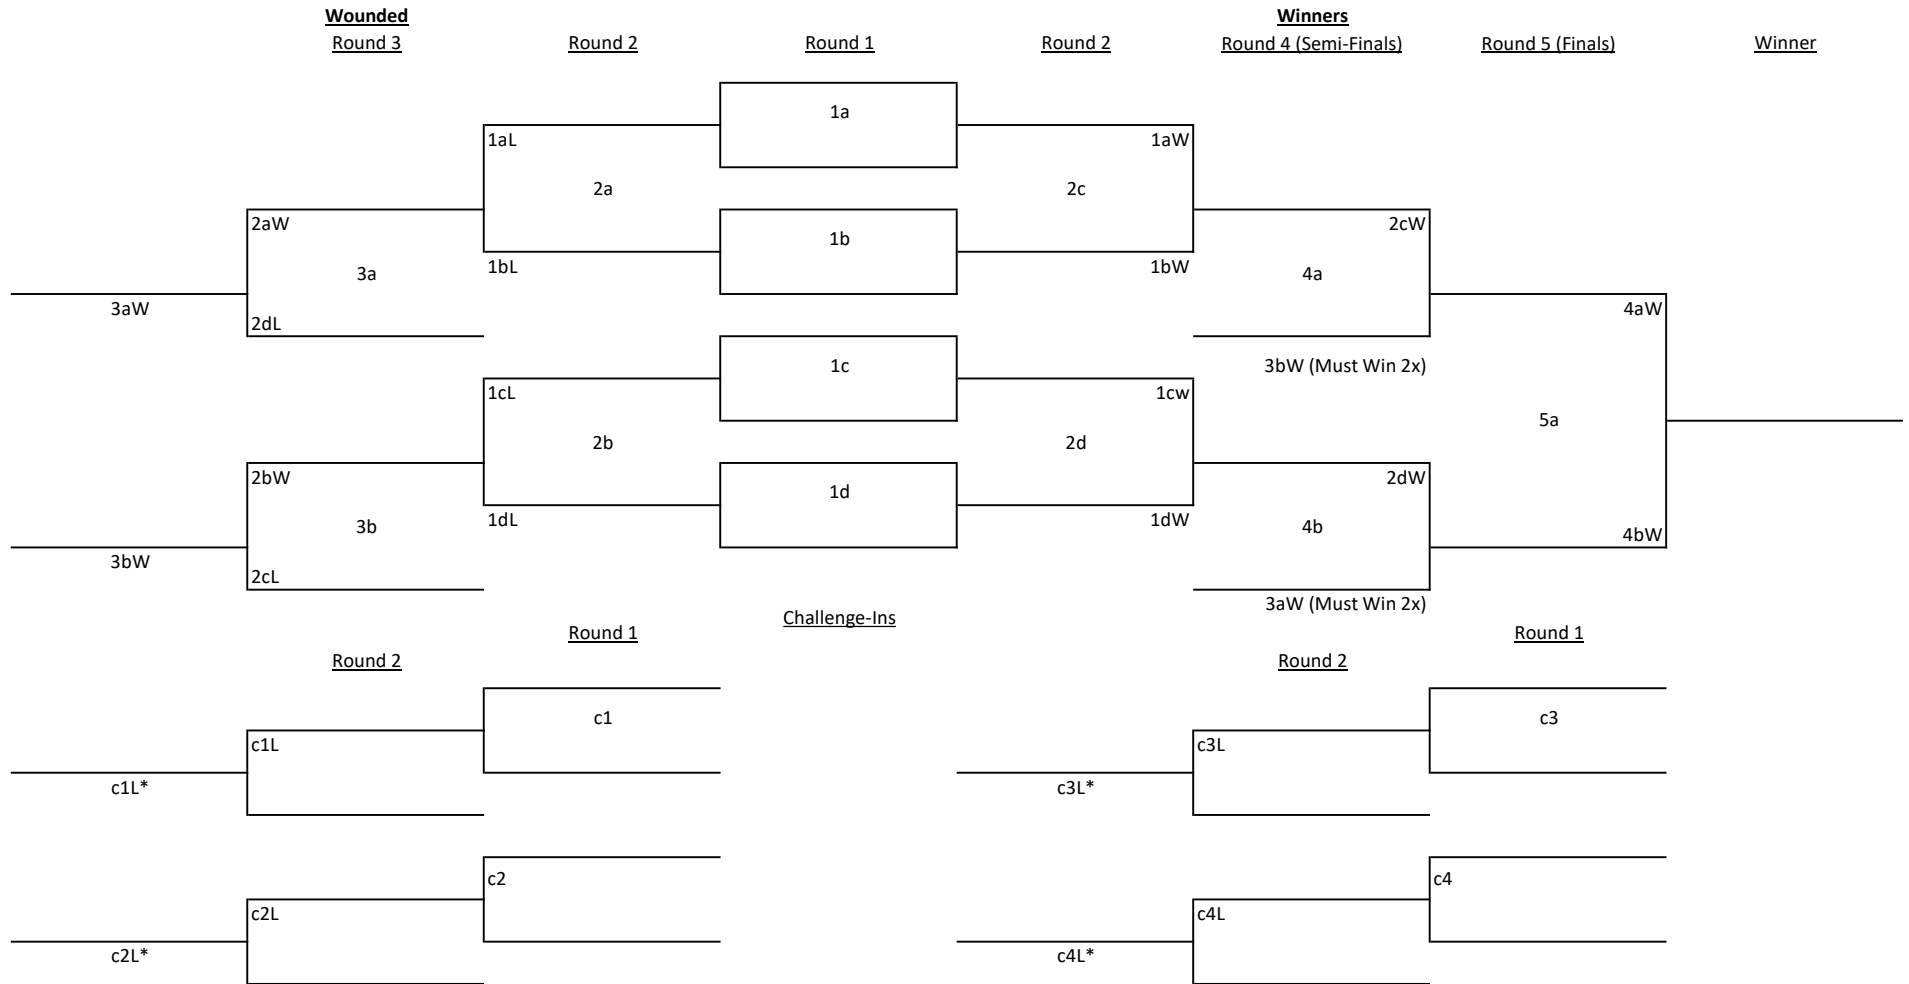 Wounded
Winners
Round 3
Round 2
Round 1
Round 2
Round 4 (Semi-Finals)
Round 5 (Finals)
Winner
1a
1aL
1aW
2a
2c
2aW
2cW
1b
1bL
1bW
3a
4a
3aW
4aW
2dL
1c
3bW (Must Win 2x)
1cL
1cw
5a
2b
2d
2bW
2dW
1d
1dL
1dW
3b
4b
4bW
3bW
2cL
3aW (Must Win 2x)
Challenge-Ins
Round 1
Round 1
Round 2
Round 2
c1
c3
c1L
c3L
c1L*
c3L*
c2
c4
c2L
c4L
c2L*
c4L*